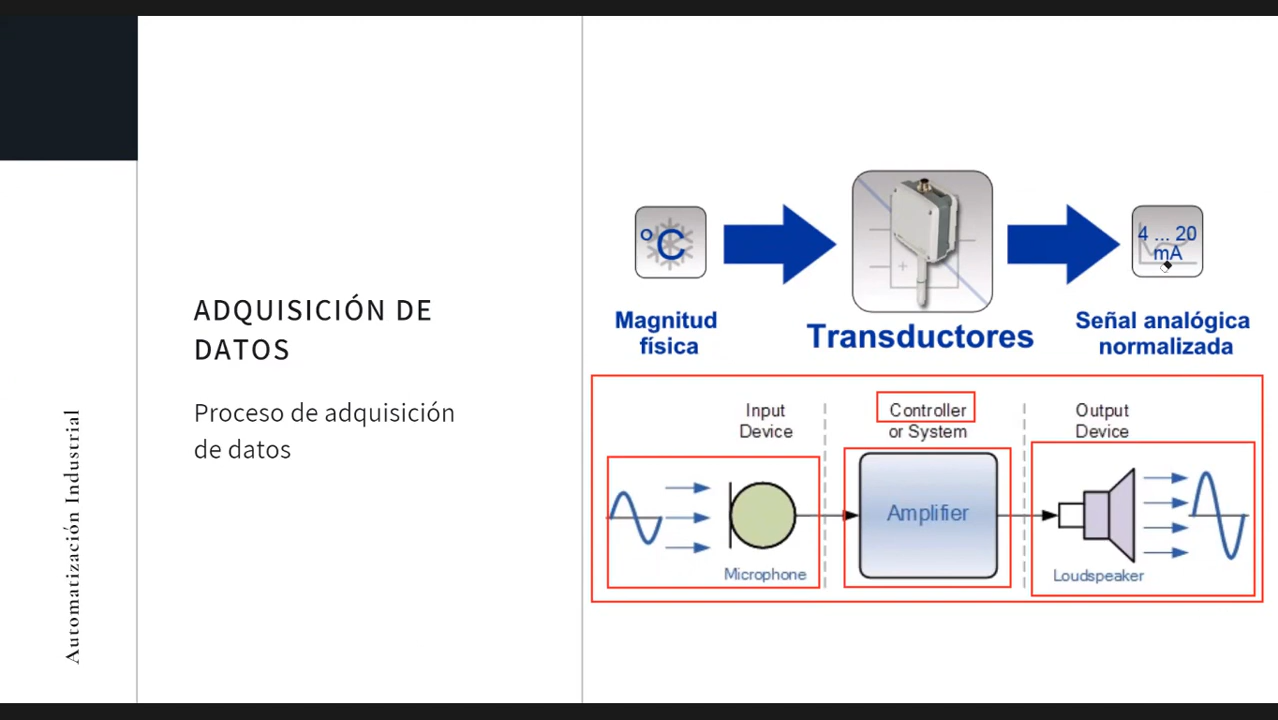 Automatización Industrial
ADQUISICIÓN DE
DATOS
Proceso de adquisición
de datos
°C
4 ... 20
mA
Magnitud
física
Transductores
Señal analógica
normalizada
Input
Device
Controller
or System
Output
Device
Amplifier
Microphone
Loudspeaker